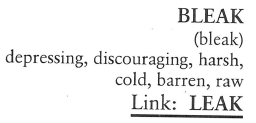 BLEAK
(bleak)
depressing, discouraging, harsh,
cold, barren, raw
Link: LEAK